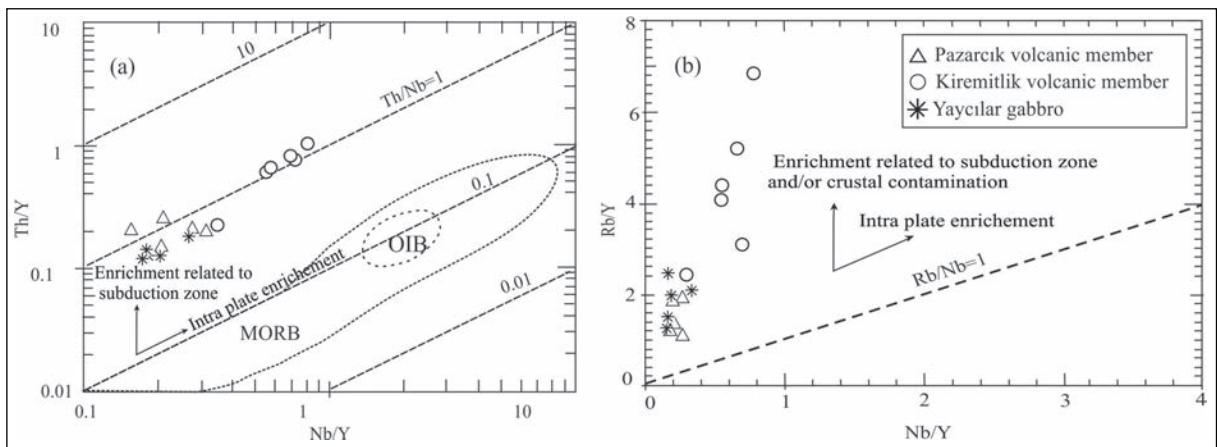 (a)
10
1
0.1
0.01
Th/Y
0.1
1
10
Nb/Y
10
Th/Nb=1
0.1
0.01
OIB
MORB
Enrichment related to
subduction zone
Intra plate enrichement
(b)
8
6
4
2
0
Rb/Y
0
1
2
3
4
Nb/Y
Pazarcık volcanic member
Kiremitlik volcanic member
Yaycılar gabbro
Enrichment related to subduction zone
and/or crustal contamination
Intra plate enrichement
Rb/Nb=1